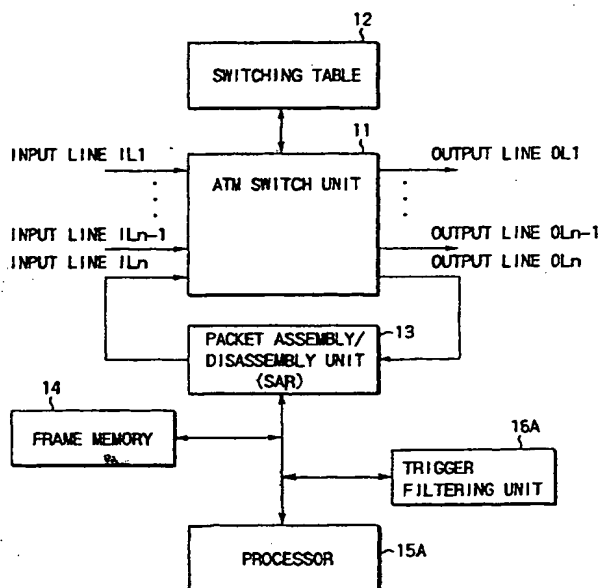 12
SWITCHING TABLE
11
INPUT LINE IL1
OUTPUT LINE OL1
ATM SWITCH UNIT
INPUT LINE ILn-1
OUTPUT LINE OLn-1
INPUT LINE ILn
OUTPUT LINE OLn
13
PACKET ASSEMBLY/
DISASSEMBLY UNIT
(SAR)
14
FRAME MEMORY
16A
TRIGGER
FILTERING UNIT
PROCESSOR
15A